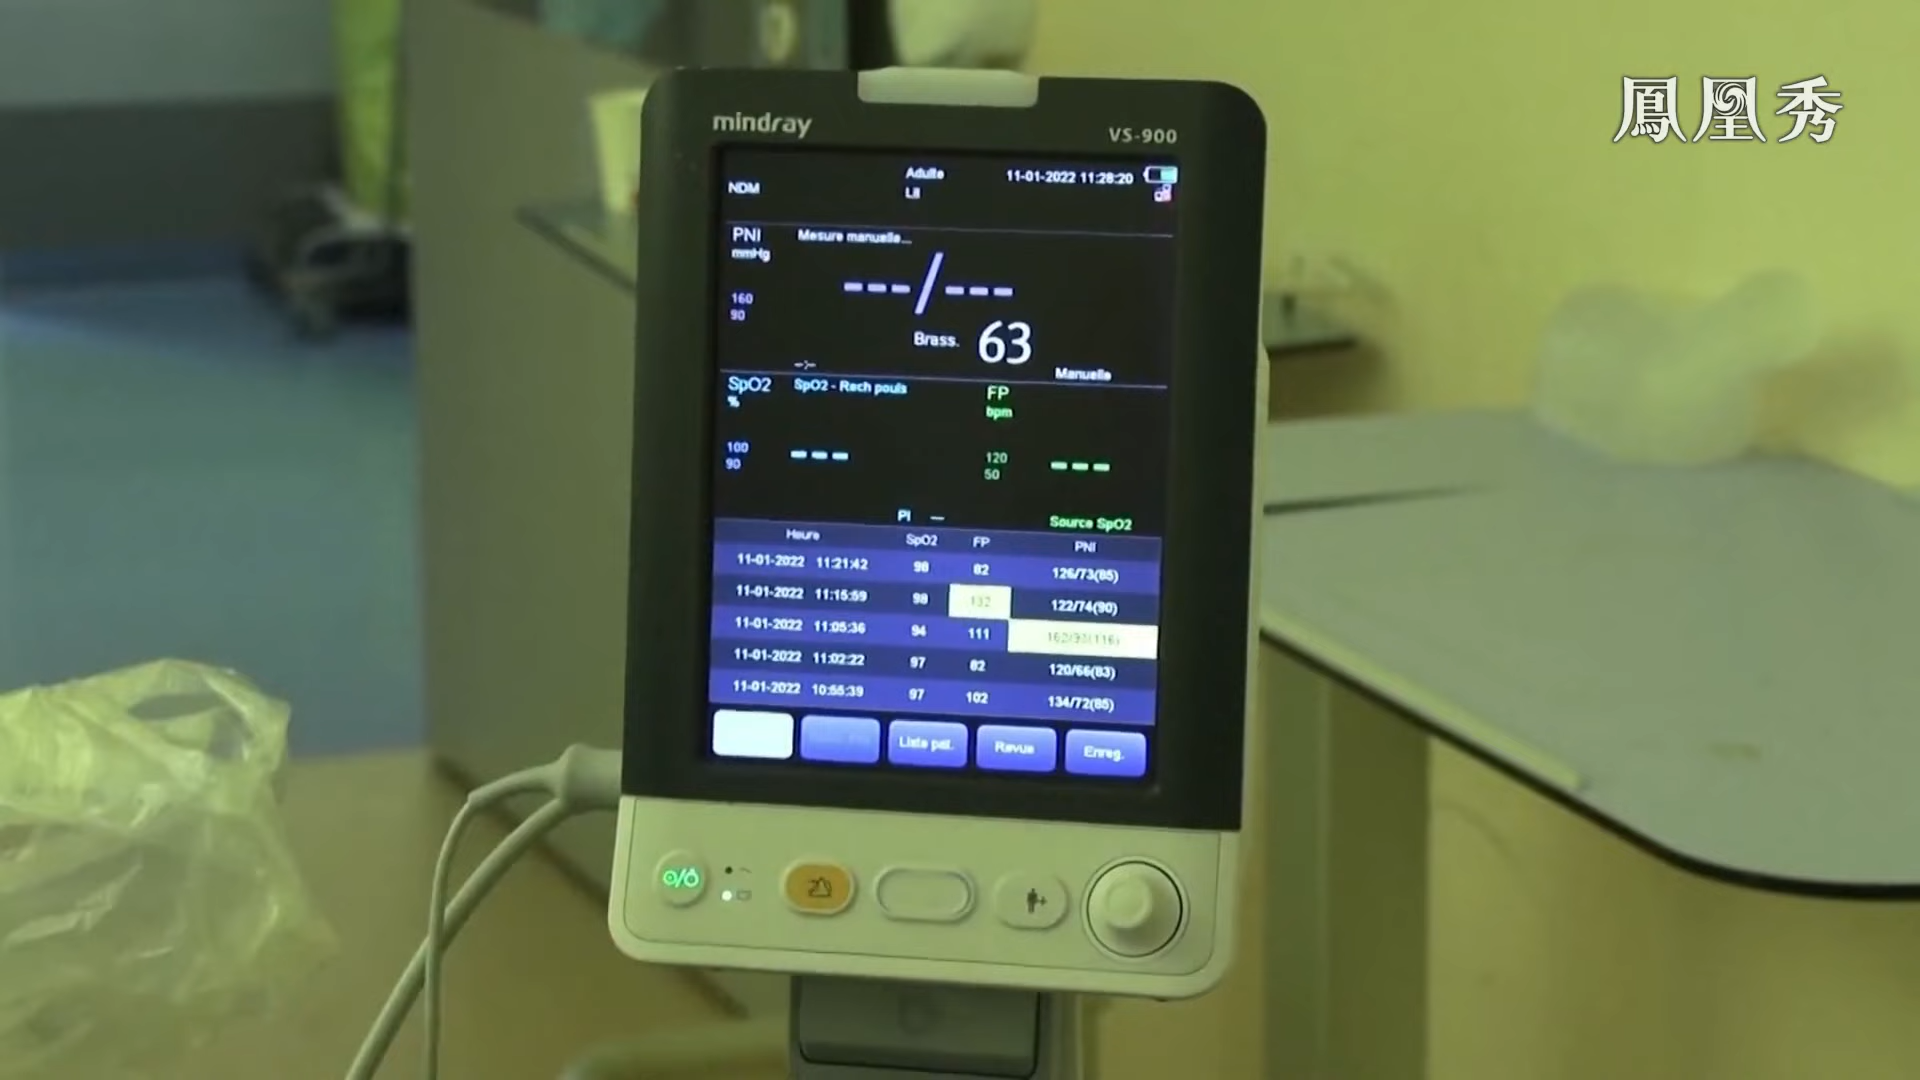 鳳凰秀
mindray
VS-900
NDM
Adulte
Lit
11-01-2022 11:28:20
PNI
mmHg
Mesure manuelle...
---/---
160
90
Brass. 63
Manuelle
--:--
SpO2
%
SpO2 - Rech pouls
FP
bpm
100
90
---
120
50
---
PI --
Source SpO2
Heure SpO2 FP PNI
11-01-2022 11:21:42 98 82 126/73(85)
11-01-2022 11:15:59 98 132 122/74(90)
11-01-2022 11:05:36 94 111
11-01-2022 11:02:22 97 82 120/66(83)
11-01-2022 10:55:39 97 102 134/72(85)
Liste pat.
Revue
Enreg.